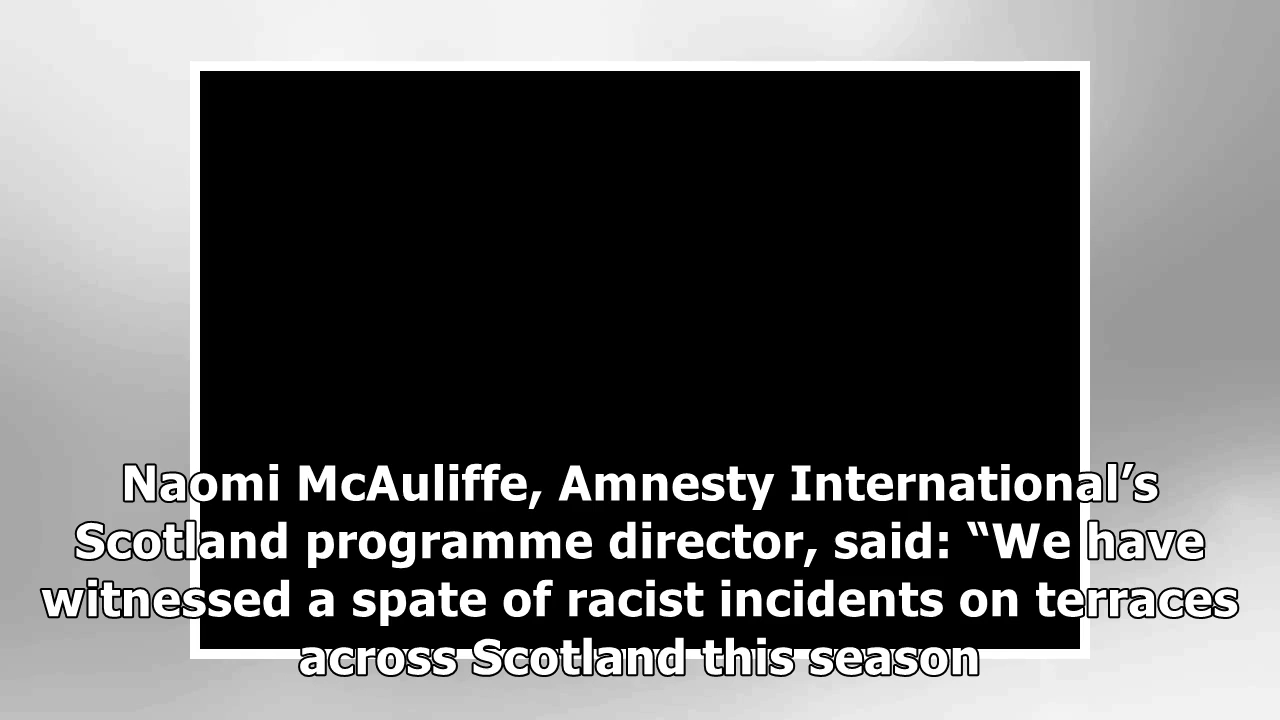 Naomi McAuliffe, Amnesty International’s
Scotland programme director, said: “We have
witnessed a spate of racist incidents on terraces
across Scotland this season